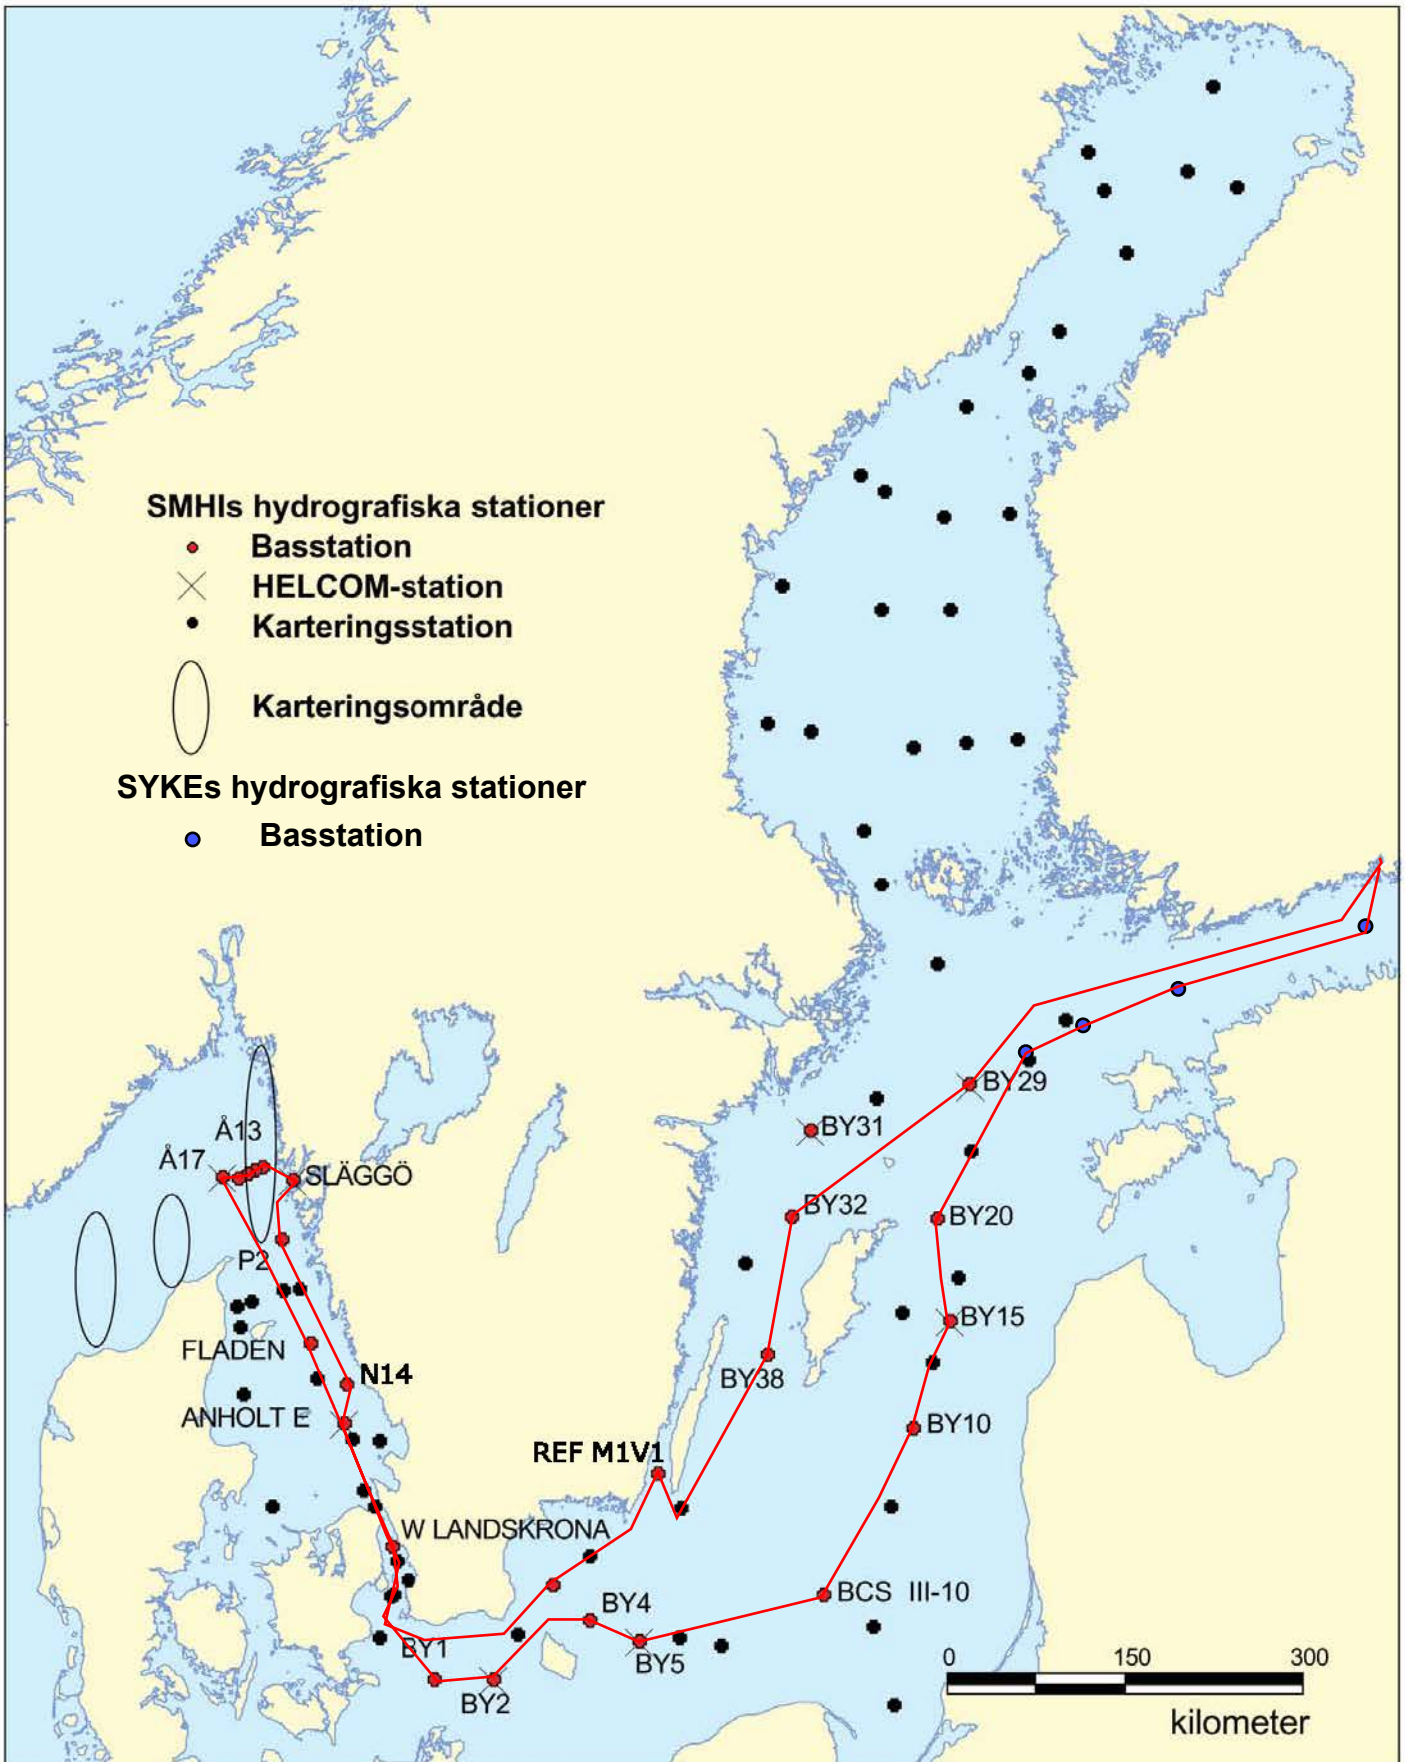 SMHIs hydrografiska stationer
Basstation
HELCOM-station
Karteringsstation
Karteringsområde
SYKEs hydrografiska stationer
Basstation
BY29
Å13
BY31
Å17
SLÄGGÖ
BY32
BY20
P2
BY15
FLADEN
N14
BY38
ANHOLT E
BY10
REF M1V1
W LANDSKRONA
BCS III-10
BY4
BY1
BY5
BY2
0 150 300
kilometer